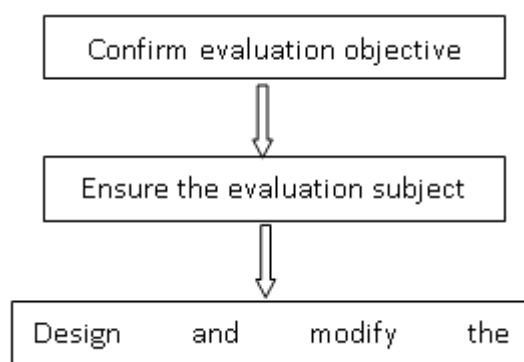 Confirm evaluation objective
Ensure the evaluation subject
Design and modify the